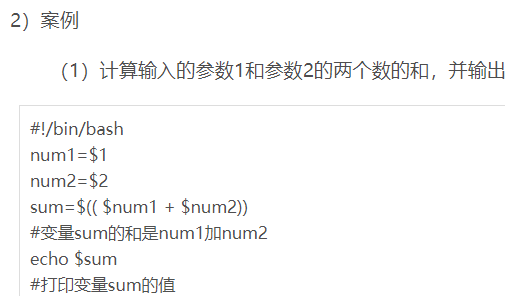 2）案例
（1）计算输入的参数1和参数2的两个数的和，并输出
#!/bin/bash
num1=$1
num2=$2
sum=$(( $num1 + $num2))
#变量sum的和是num1加num2
echo $sum
#打印变量sum的值